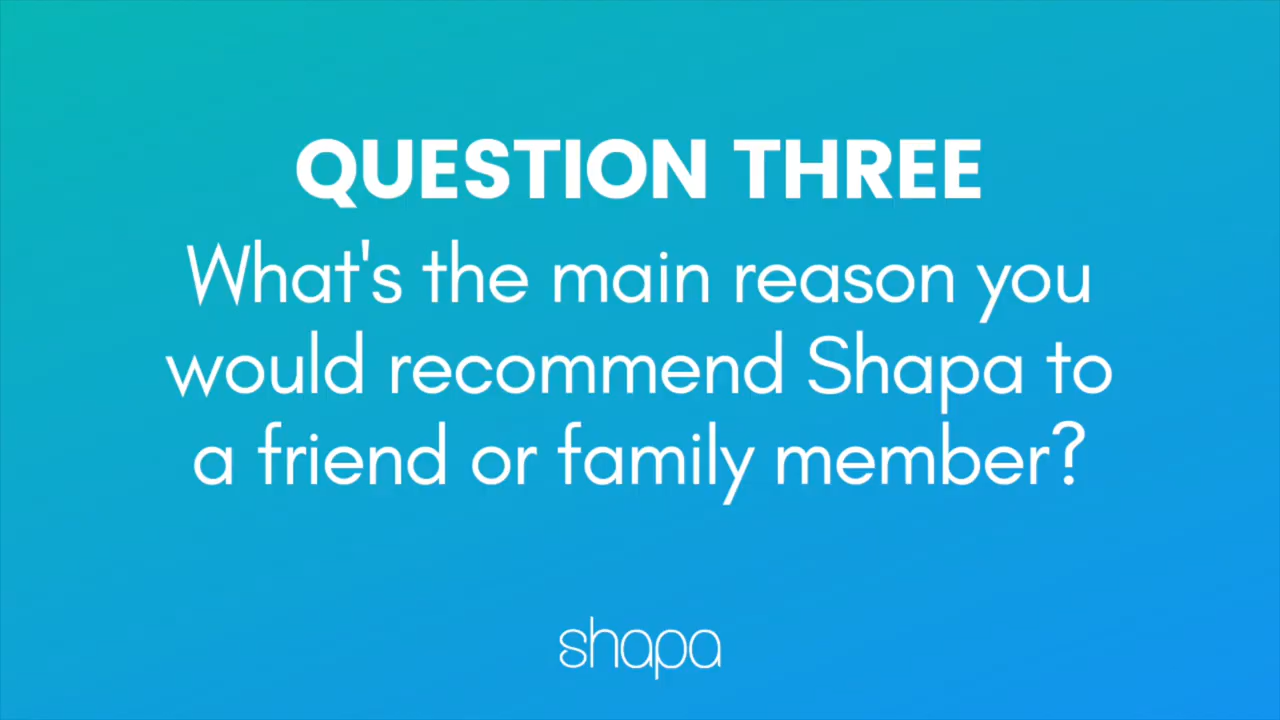 QUESTION THREE
What's the main reason you
would recommend Shapa to
a friend or family member?
shapa